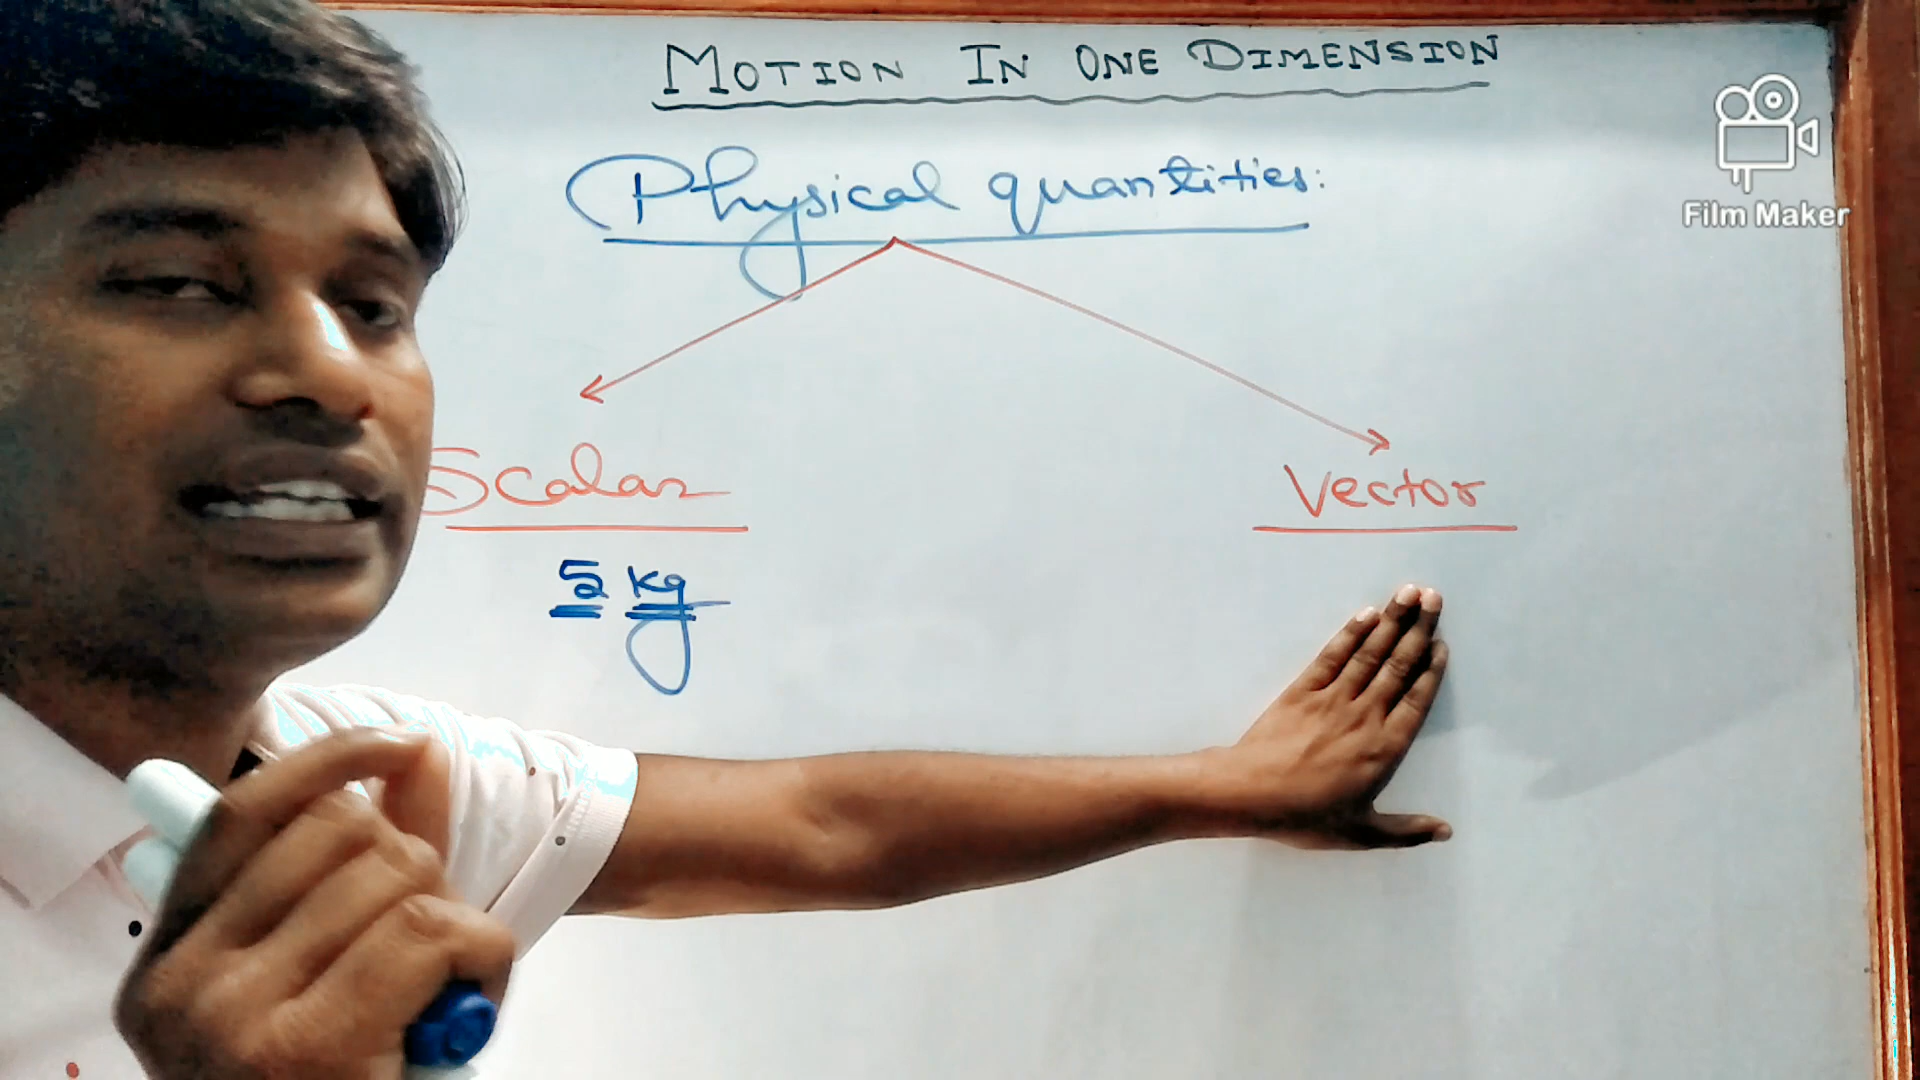 MOTION IN ONE DIMENSION
Physical quantities:
Scalar
Vector
5 kg
Film Maker